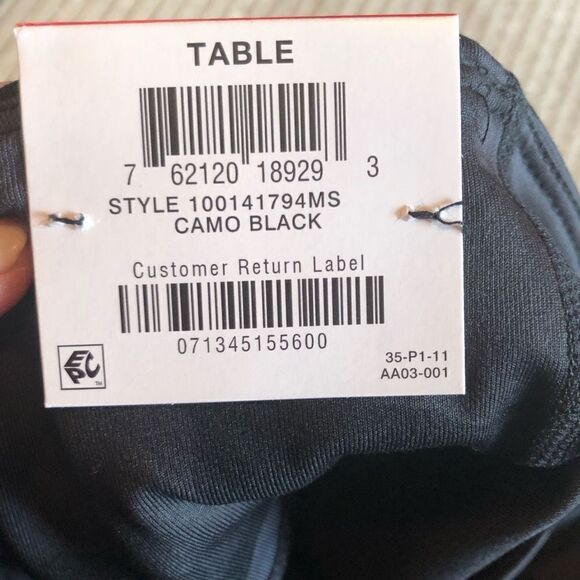 TABLE
7 62120 18929 3
STYLE 100141794MS
CAMO BLACK
Customer Return Label
071345155600
EPC TM
35-P1-11
AA03-001